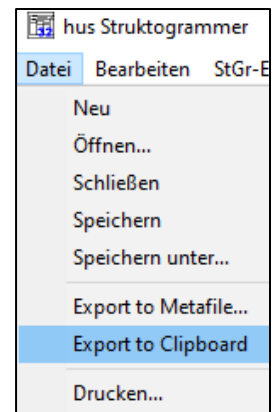 hus Struktogrammer
Datei Bearbeiten StGr-E
Neu
Öffnen...
Schließen
Speichern
Speichern unter...
Export to Metafile...
Export to Clipboard
Drucken...